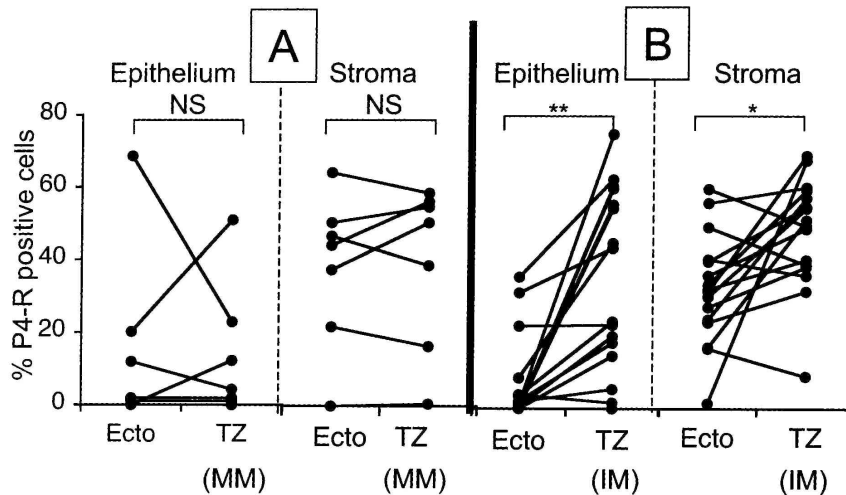 A
B
Epithelium
Stroma
Epithelium
Stroma
NS
NS
**
*
% P4-R positive cells
80
60
40
20
0
Ecto
TZ
Ecto
TZ
Ecto
TZ
Ecto
TZ
(MM)
(MM)
(IM)
(IM)